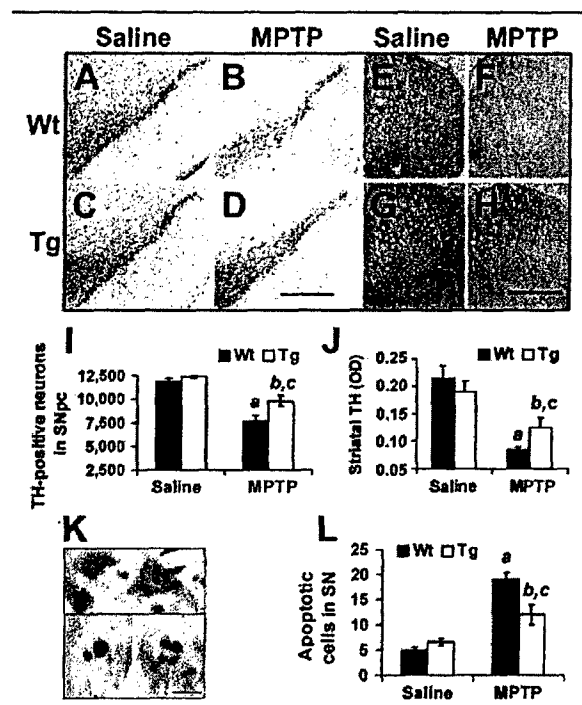 Saline MPTP Saline MPTP
A B E F
Wt
C D G H
Tg
I J
Wt Tg
Wt Tg
TH-positive neurons
in SNpc
12,500
10,000
7,500
5,000
2,500
a
b,c
Saline MPTP
Striatal TH (OD)
0.25
0.20
0.15
0.10
0.05
a
b,c
Saline MPTP
K L
Wt Tg
Apoptotic
cells in SN
25
20
15
10
5
0
a
b,c
Saline MPTP